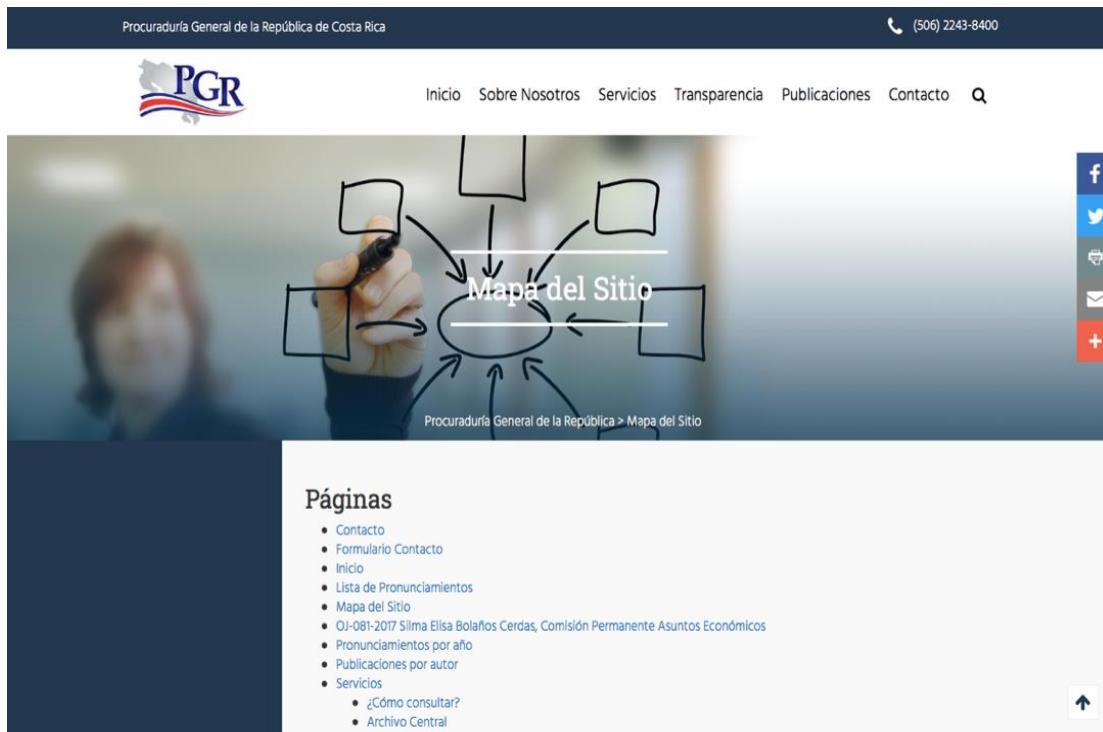 Procuraduría General de la República de Costa Rica
(506) 2243-8400
PGR
Inicio Sobre Nosotros Servicios Transparencia Publicaciones Contacto
Mapa del Sitio
Procuraduría General de la República > Mapa del Sitio
Páginas
Contacto
Formulario Contacto
Inicio
Lista de Pronunciamientos
Mapa del Sitio
OJ-081-2017 Silma Elisa Bolaños Cerdas, Comisión Permanente Asuntos Económicos
Pronunciamientos por año
Publicaciones por autor
Servicios
¿Cómo consultar?
Archivo Central